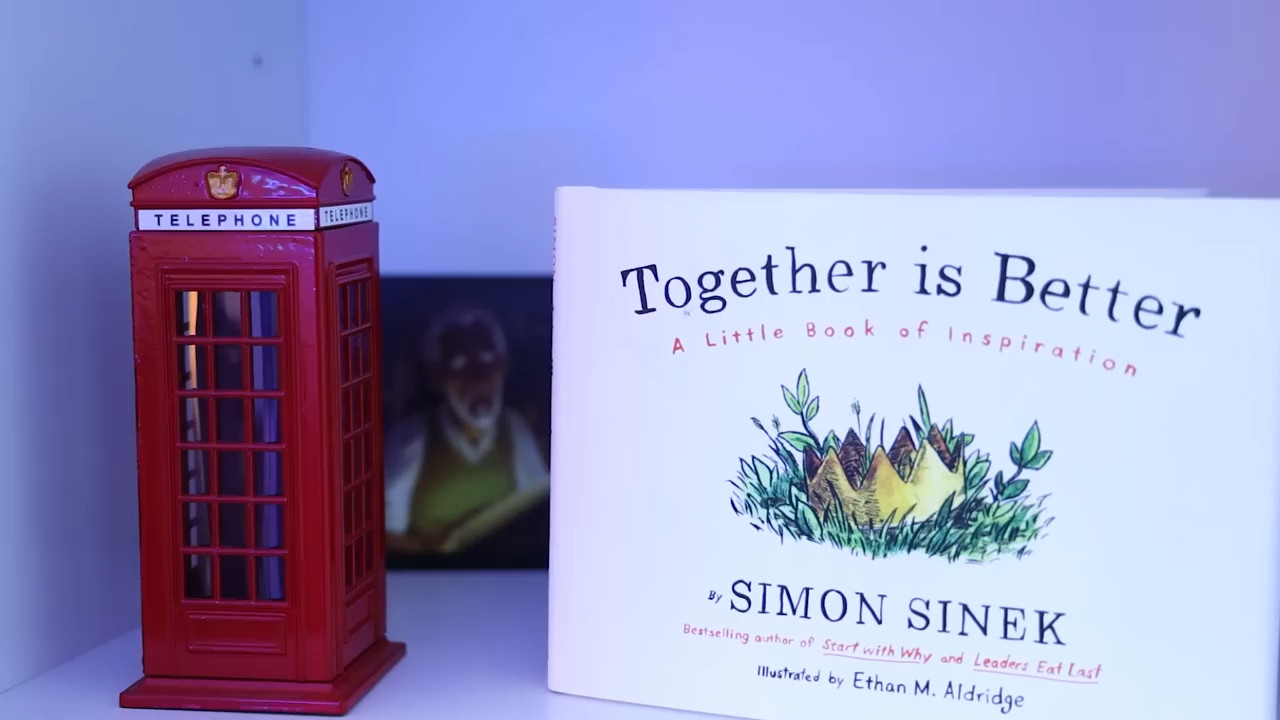 TELEPHONE
TELEPHONE
Together is Better
A Little Book of Inspiration
By SIMON SINEK
Bestselling author of Start with Why and Leaders Eat Last
Illustrated by Ethan M. Aldridge